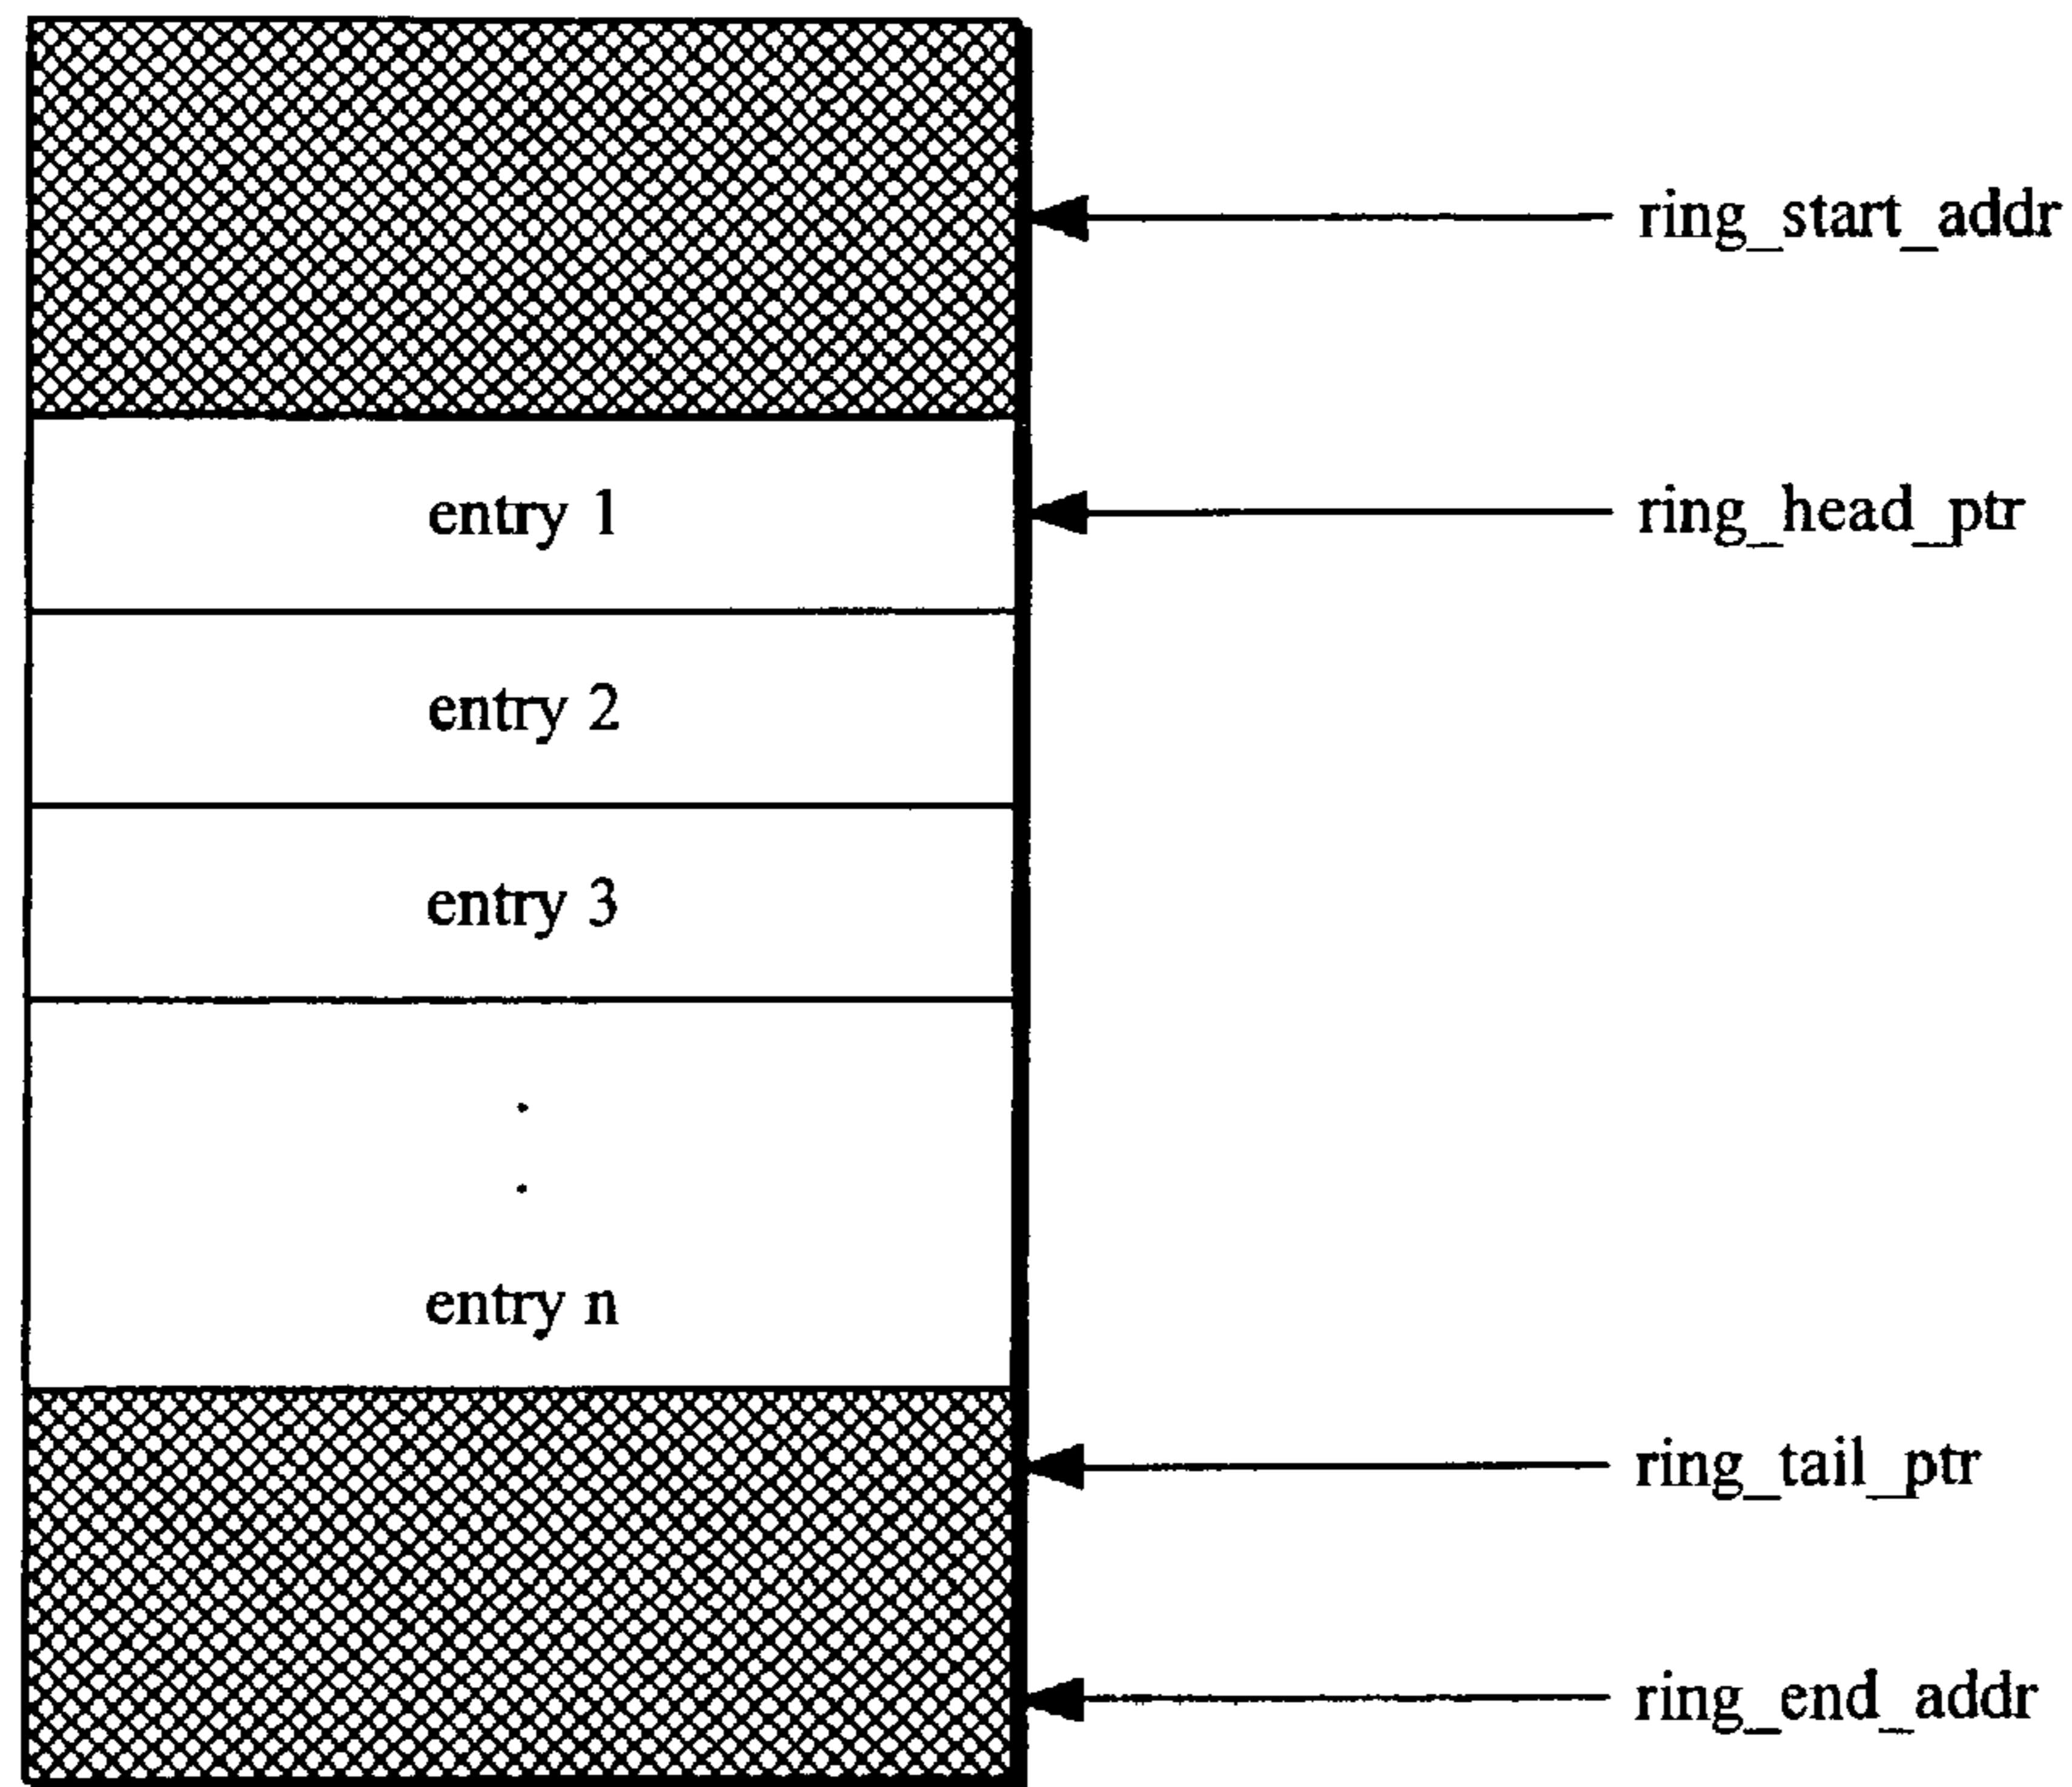 ring_start_addr
entry 1
ring_head_ptr
entry 2
entry 3
.
.
entry n
ring_tail_ptr
ring_end_addr